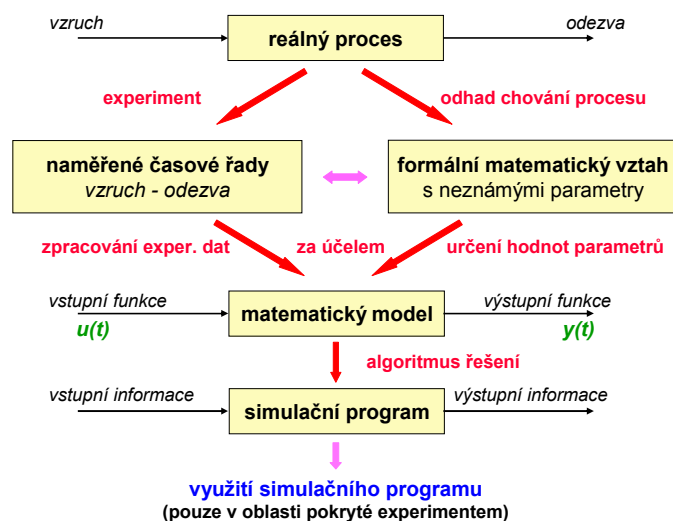 vzruch
reálný proces
odezva
experiment
odhad chování procesu
naměřené časové řady
vzruch - odezva
formální matematický vztah
s neznámými parametry
zpracování exper. dat
za účelem
určení hodnot parametrů
vstupní funkce
u(t)
matematický model
výstupní funkce
y(t)
algoritmus řešení
vstupní informace
simulační program
výstupní informace
využití simulačního programu
(pouze v oblasti pokryté experimentem)